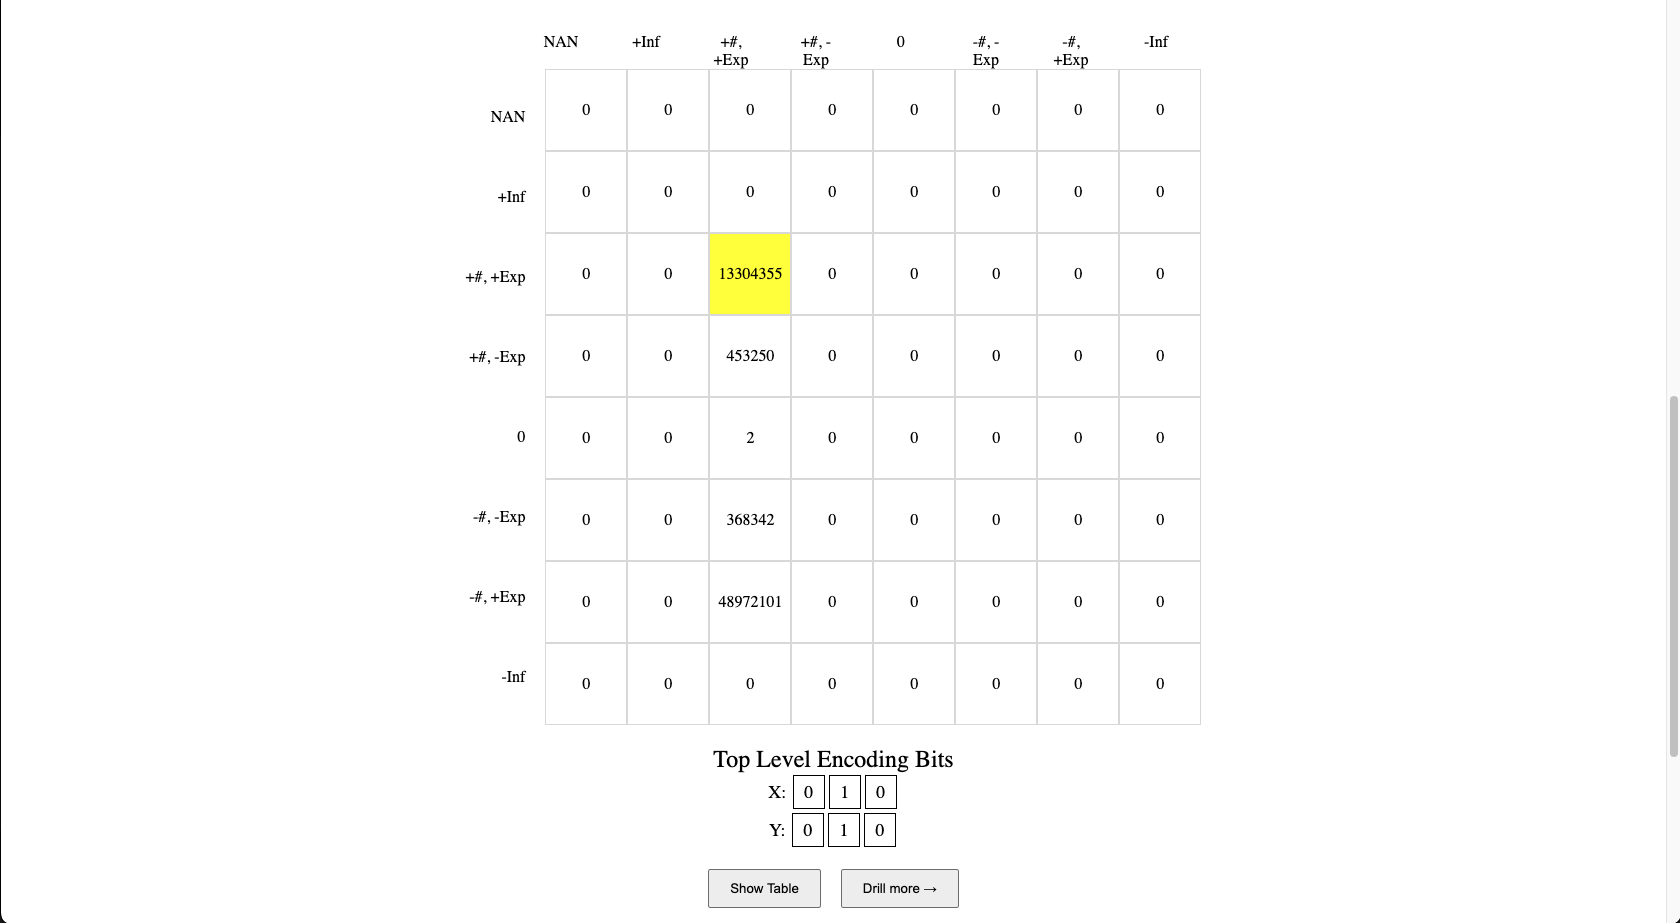 NAN +Inf +#, +#, - 0 -#, - -#, -Inf
+Exp Exp Exp +Exp
NAN 0 0 0 0 0 0 0 0
+Inf 0 0 0 0 0 0 0 0
+#, +Exp 0 0 13304355 0 0 0 0 0
+#, -Exp 0 0 453250 0 0 0 0 0
0 0 0 2 0 0 0 0 0
-#, -Exp 0 0 368342 0 0 0 0 0
-#, +Exp 0 0 48972101 0 0 0 0 0
-Inf 0 0 0 0 0 0 0 0
Top Level Encoding Bits
X: 0 1 0
Y: 0 1 0
Show Table Drill more →